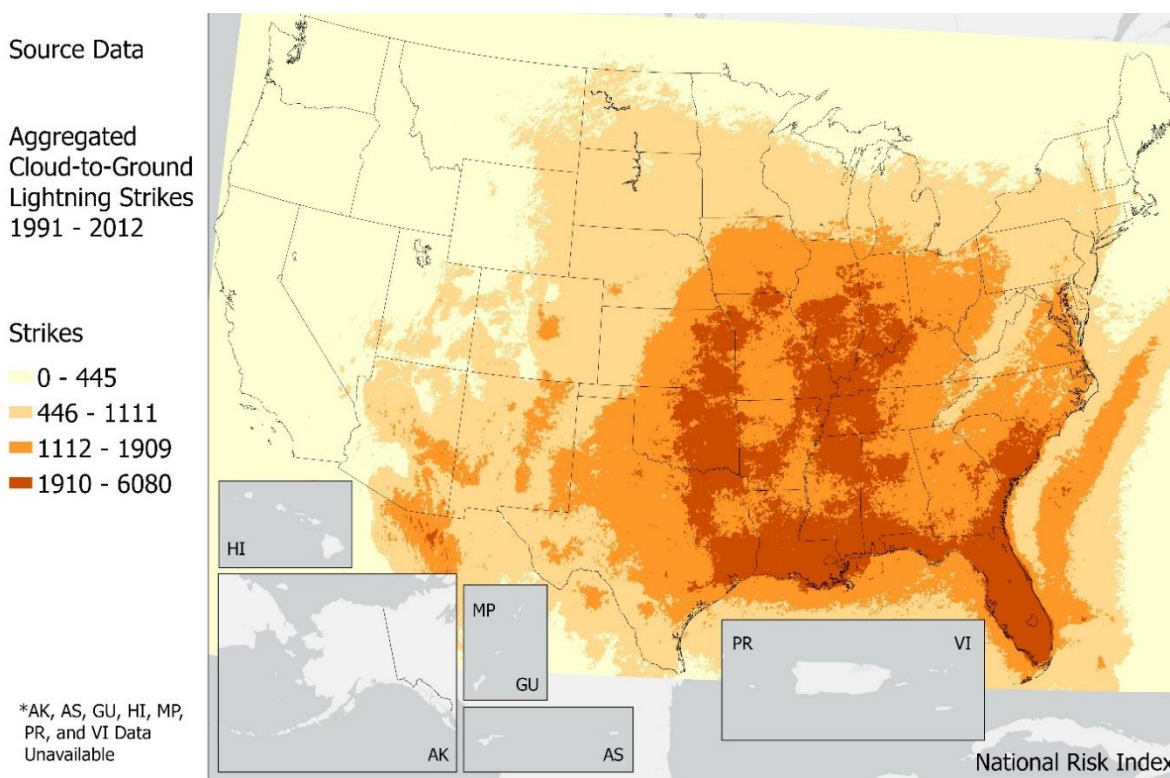 Source Data
Aggregated
Cloud-to-Ground
Lightning Strikes
1991 - 2012
Strikes
0 - 445
446 - 1111
1112 - 1909
1910 - 6080
*AK, AS, GU, HI, MP,
PR, and VI Data
Unavailable
HI
AK
MP
GU
AS
PR
VI
National Risk Index